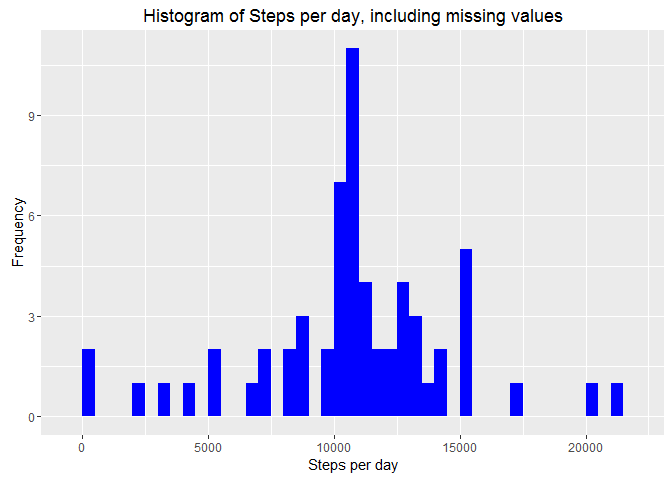 Histogram of Steps per day, including missing values
Frequency
9
6
3
0
0 5000 10000 15000 20000
Steps per day